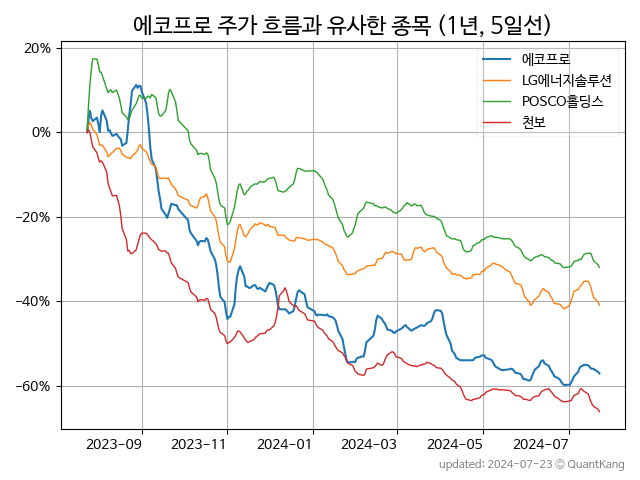 에코프로 주가 흐름과 유사한 종목 (1년, 5일선)
에코프로
LG에너지솔루션
POSCO홀딩스
천보
20%
0%
−20%
−40%
−60%
2023-09 2023-11 2024-01 2024-03 2024-05 2024-07
updated: 2024-07-23 © QuantKang